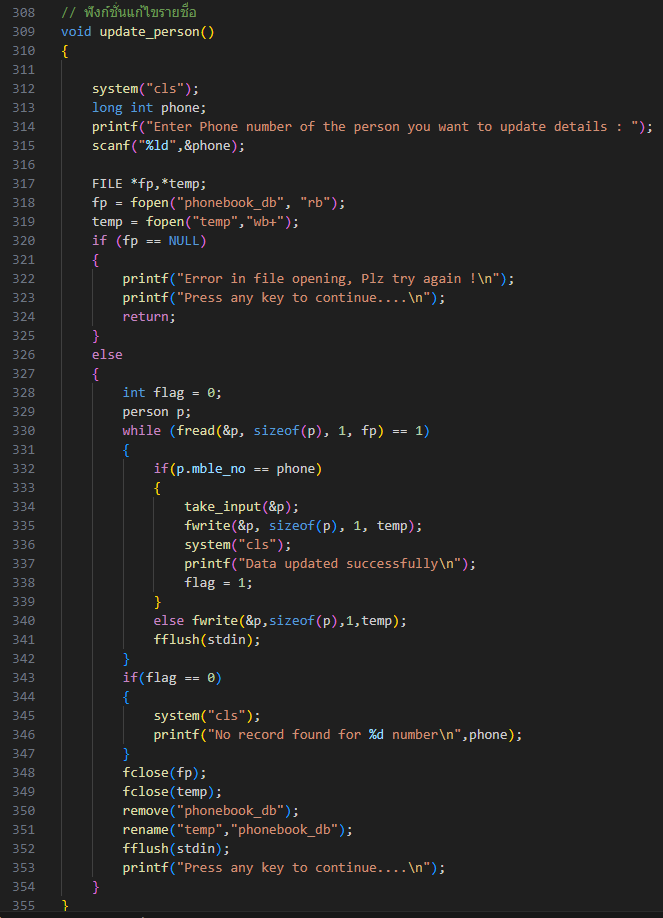 308 // ฟังก์ชั่นแก้ไขรายชื่อ
309 void update_person()
310 {
311
312     system("cls");
313     long int phone;
314     printf("Enter Phone number of the person you want to update details : ");
315     scanf("%ld",&phone);
316
317     FILE *fp,*temp;
318     fp = fopen("phonebook_db", "rb");
319     temp = fopen("temp","wb+");
320     if (fp == NULL)
321     {
322         printf("Error in file opening, Plz try again !\n");
323         printf("Press any key to continue....\n");
324         return;
325     }
326     else
327     {
328         int flag = 0;
329         person p;
330         while (fread(&p, sizeof(p), 1, fp) == 1)
331         {
332             if(p.mble_no == phone)
333             {
334                 take_input(&p);
335                 fwrite(&p, sizeof(p), 1, temp);
336                 system("cls");
337                 printf("Data updated successfully\n");
338                 flag = 1;
339             }
340             else fwrite(&p,sizeof(p),1,temp);
341             fflush(stdin);
342         }
343         if(flag == 0)
344         {
345             system("cls");
346             printf("No record found for %d number\n",phone);
347         }
348         fclose(fp);
349         fclose(temp);
350         remove("phonebook_db");
351         rename("temp","phonebook_db");
352         fflush(stdin);
353         printf("Press any key to continue....\n");
354     }
355 }